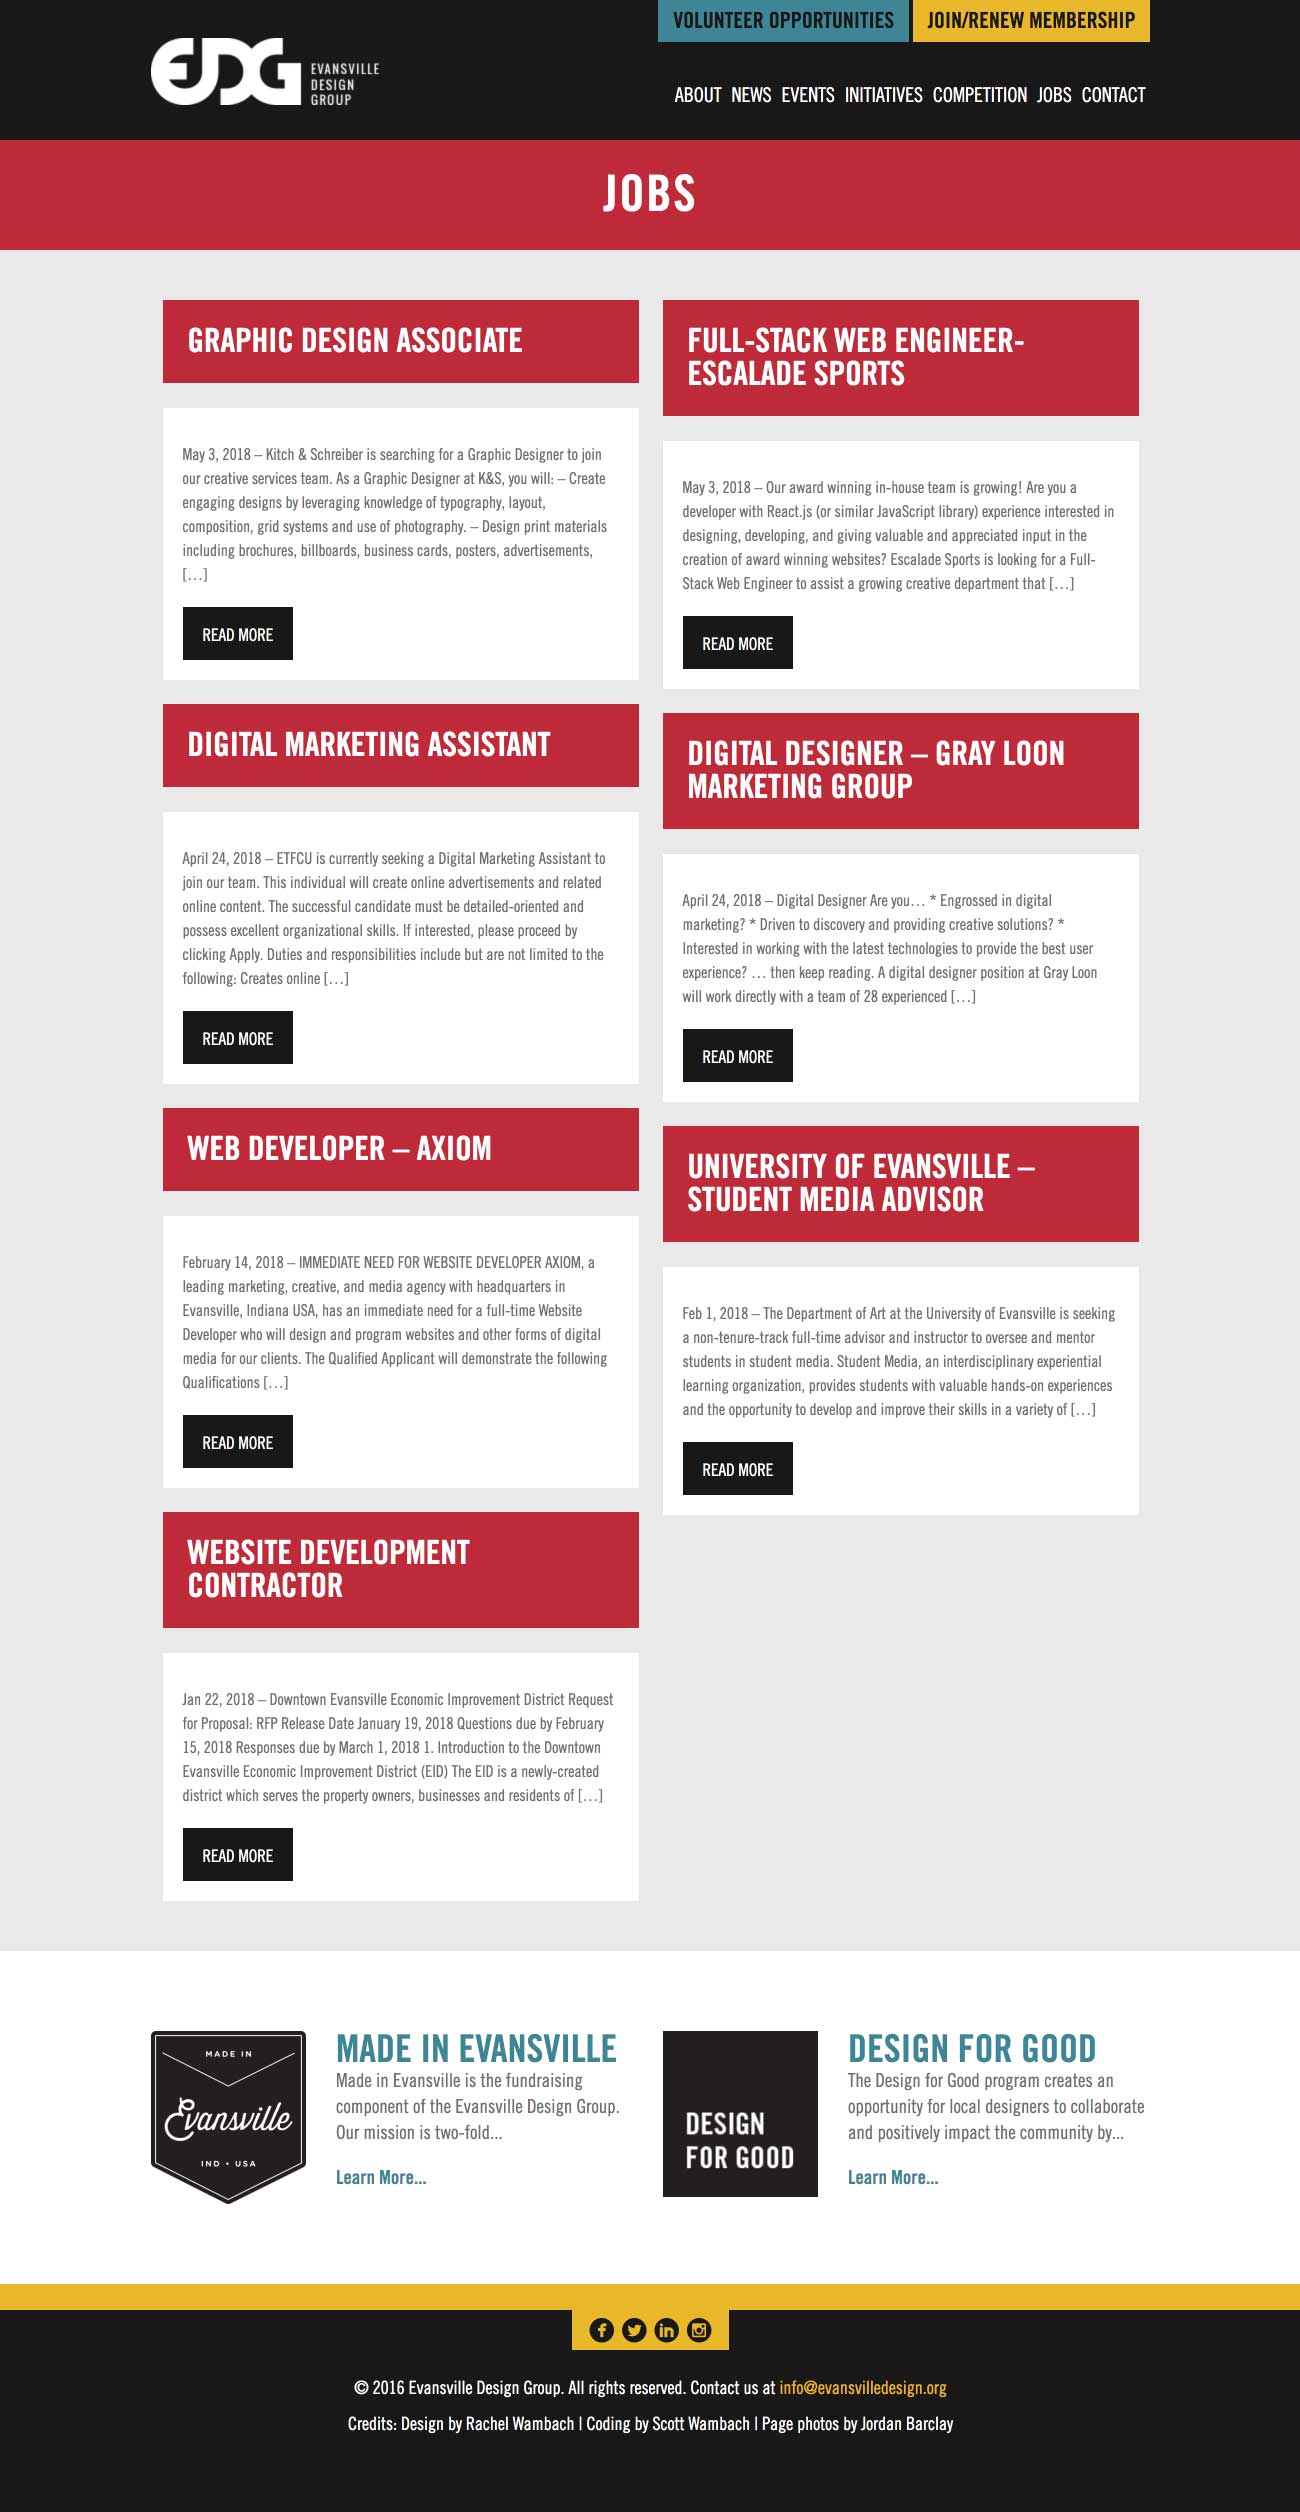 VOLUNTEER OPPORTUNITIES
JOIN/RENEW MEMBERSHIP
EDG
EVANSVILLE
DESIGN
GROUP
ABOUT NEWS EVENTS INITIATIVES COMPETITION JOBS CONTACT
JOBS
GRAPHIC DESIGN ASSOCIATE
May 3, 2018 – Kitch & Schreiber is searching for a Graphic Designer to join
our creative services team. As a Graphic Designer at K&S, you will: – Create
engaging designs by leveraging knowledge of typography, layout,
composition, grid systems and use of photography. – Design print materials
including brochures, billboards, business cards, posters, advertisements,
[…]
READ MORE
FULL-STACK WEB ENGINEER-
ESCALADE SPORTS
May 3, 2018 – Our award winning in-house team is growing! Are you a
developer with React.js (or similar JavaScript library) experience interested in
designing, developing, and giving valuable and appreciated input in the
creation of award winning websites? Escalade Sports is looking for a Full-
Stack Web Engineer to assist a growing creative department that […]
READ MORE
DIGITAL MARKETING ASSISTANT
April 24, 2018 – ETFCU is currently seeking a Digital Marketing Assistant to
join our team. This individual will create online advertisements and related
online content. The successful candidate must be detailed-oriented and
possess excellent organizational skills. If interested, please proceed by
clicking Apply. Duties and responsibilities include but are not limited to the
following: Creates online […]
READ MORE
DIGITAL DESIGNER – GRAY LOON
MARKETING GROUP
April 24, 2018 – Digital Designer Are you… * Engrossed in digital
marketing? * Driven to discovery and providing creative solutions? *
Interested in working with the latest technologies to provide the best user
experience? … then keep reading. A digital designer position at Gray Loon
will work directly with a team of 28 experienced […]
READ MORE
WEB DEVELOPER – AXIOM
February 14, 2018 – IMMEDIATE NEED FOR WEBSITE DEVELOPER AXIOM, a
leading marketing, creative, and media agency with headquarters in
Evansville, Indiana USA, has an immediate need for a full-time Website
Developer who will design and program websites and other forms of digital
media for our clients. The Qualified Applicant will demonstrate the following
Qualifications […]
READ MORE
UNIVERSITY OF EVANSVILLE –
STUDENT MEDIA ADVISOR
Feb 1, 2018 – The Department of Art at the University of Evansville is seeking
a non-tenure-track full-time advisor and instructor to oversee and mentor
students in student media. Student Media, an interdisciplinary experiential
learning organization, provides students with valuable hands-on experiences
and the opportunity to develop and improve their skills in a variety of […]
READ MORE
WEBSITE DEVELOPMENT
CONTRACTOR
Jan 22, 2018 – Downtown Evansville Economic Improvement District Request
for Proposal: RFP Release Date January 19, 2018 Questions due by February
15, 2018 Responses due by March 1, 2018 1. Introduction to the Downtown
Evansville Economic Improvement District (EID) The EID is a newly-created
district which serves the property owners, businesses and residents of […]
READ MORE
MADE IN
Evansville
IND • USA
MADE IN EVANSVILLE
Made in Evansville is the fundraising
component of the Evansville Design Group.
Our mission is two-fold...
Learn More...
DESIGN
FOR GOOD
DESIGN FOR GOOD
The Design for Good program creates an
opportunity for local designers to collaborate
and positively impact the community by...
Learn More...
© 2016 Evansville Design Group. All rights reserved. Contact us at info@evansvilledesign.org
Credits: Design by Rachel Wambach | Coding by Scott Wambach | Page photos by Jordan Barclay